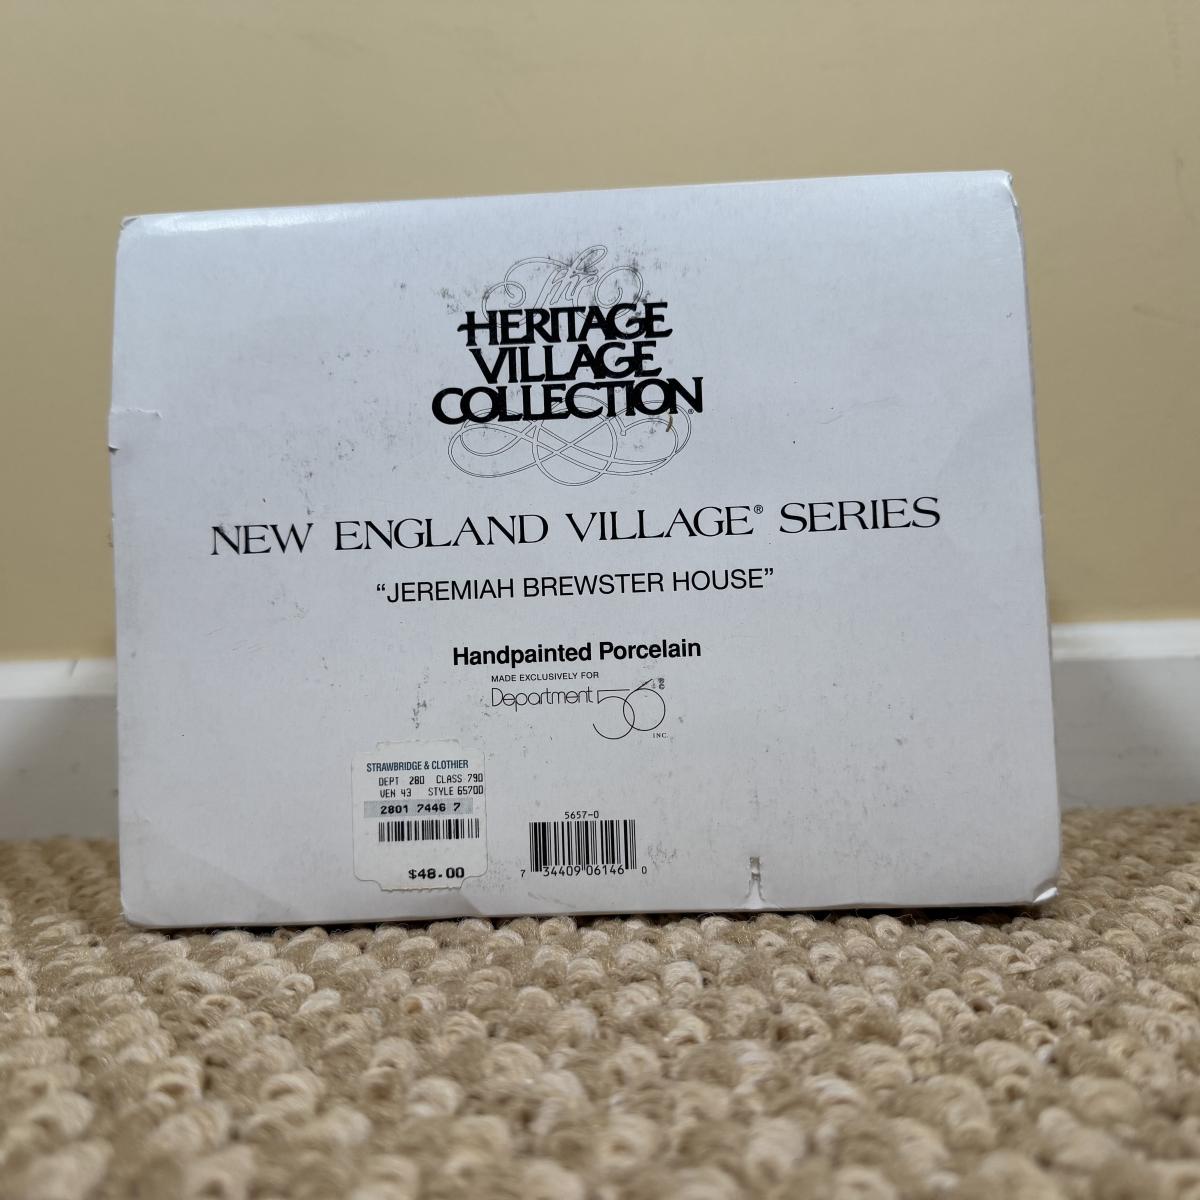 The
HERITAGE
VILLAGE
COLLECTION®
NEW ENGLAND VILLAGE® SERIES
“JEREMIAH BREWSTER HOUSE”
Handpainted Porcelain
MADE EXCLUSIVELY FOR
Department 56®
INC.
STRAWBRIDGE & CLOTHIER
DEPT 280 CLASS 790
VEN 43 STYLE 65700
2801 7446 7
$48.00
5657-0
7 34409 06146 0